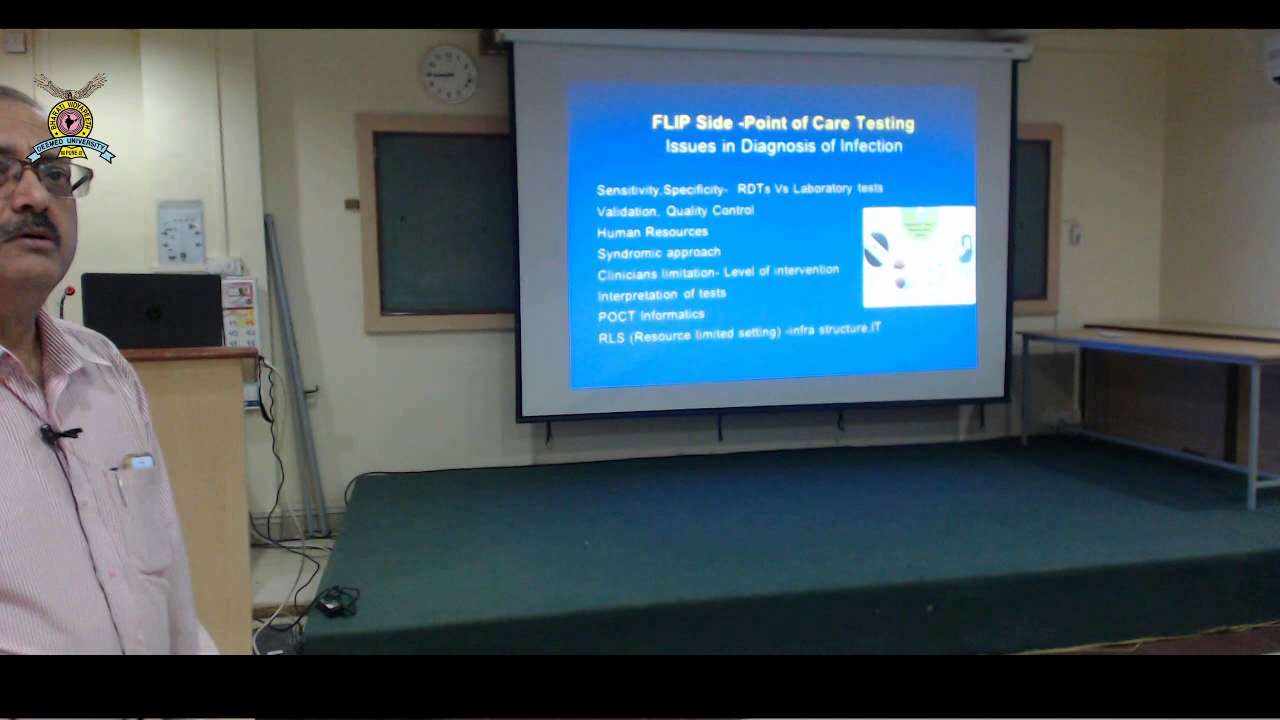 BHARATI VIDYAPEETH
DEEMED UNIVERSITY
FLIP Side -Point of Care Testing
Issues in Diagnosis of Infection
Sensitivity,Specificity- RDTs Vs Laboratory tests
Validation, Quality Control
Human Resources
Syndromic approach
Clinicians limitation- Level of intervention
Interpretation of tests
POCT Informatics
RLS (Resource limited setting) -infra structure,IT